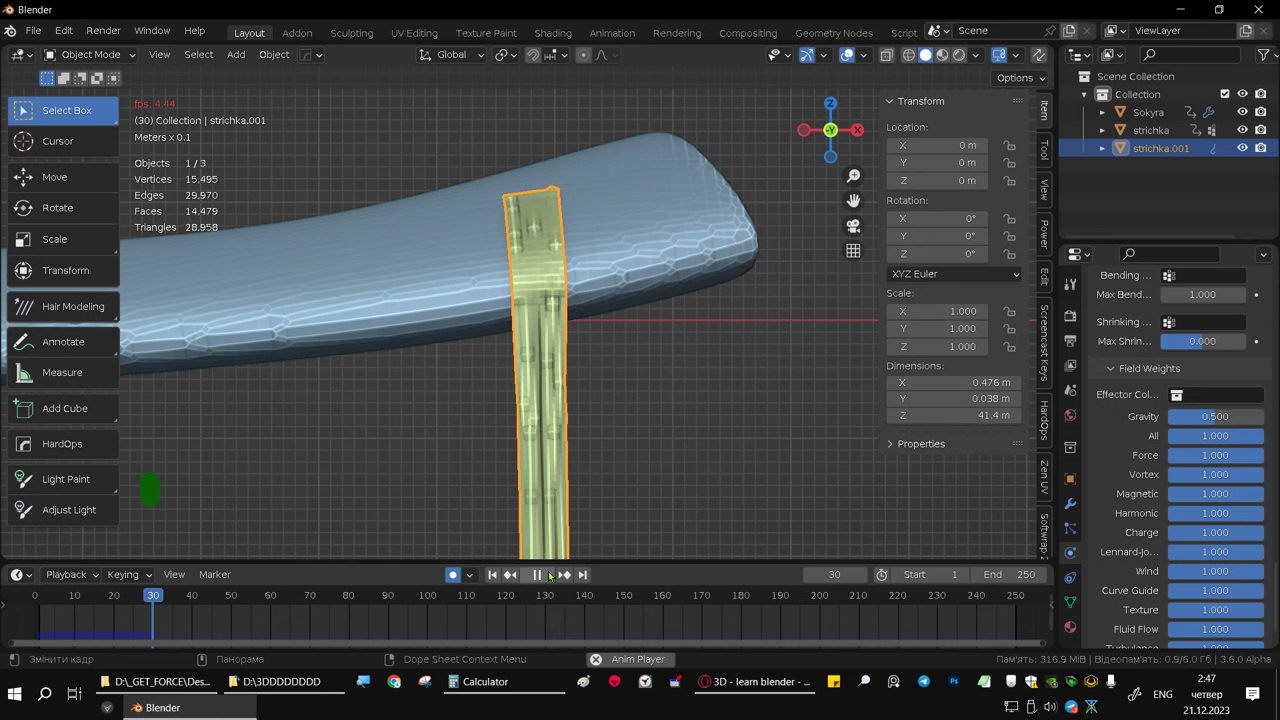 Blender
File Edit Render Window Help Layout Addon Sculpting UV Editing Texture Paint Shading Animation Rendering Compositing Geometry Nodes Script Scene ViewLayer
Object Mode View Select Add Object Global
Options
Select Box
Cursor
Move
Rotate
Scale
Transform
Hair Modeling
Annotate
Measure
Add Cube
HardOps
Light Paint
Adjust Light
fps: 4.44
(30) Collection | strichka.001
Meters x 0.1
Objects 1 / 3
Vertices 15,495
Edges 29,970
Faces 14,479
Triangles 28,958
Z
-Y
X
Transform
Location:
X 0 m
Y 0 m
Z 0 m
Rotation:
X 0°
Y 0°
Z 0°
XYZ Euler
Scale:
X 1.000
Y 1.000
Z 1.000
Dimensions:
X 0.476 m
Y 0.038 m
Z 41.4 m
Properties
Item
Tool
View
Power
Edit
Screencast Keys
HardOps
Zen UV
Softwrap 2
Scene Collection
Collection
Sokyra
strichka
strichka.001
Bending ...
Max Bend... 1.000
Shrinking ...
Max Shrin... 0.000
Field Weights
Effector Col...
Gravity 0.500
All 1.000
Force 1.000
Vortex 1.000
Magnetic 1.000
Harmonic 1.000
Charge 1.000
Lennard-Jo... 1.000
Wind 1.000
Curve Guide 1.000
Texture 1.000
Fluid Flow 1.000
Playback Keying View Marker 30 Start 1 End 250
0 10 20 30 40 50 60 70 80 90 100 110 120 130 140 150 160 170 180 190 200 210 220 230 240 250
Змінити кадр Панорама Dope Sheet Context Menu Anim Player Пам'ять: 316.9 MiB | Відеопам'ять: 0.9/6.0 Гб | 3.6.0 Alpha
D:\_GET_FORCE\Des... D:\3DDDDDDDD Calculator 3D - learn blender - ...
Blender
ENG
2:47
четвер
21.12.2023